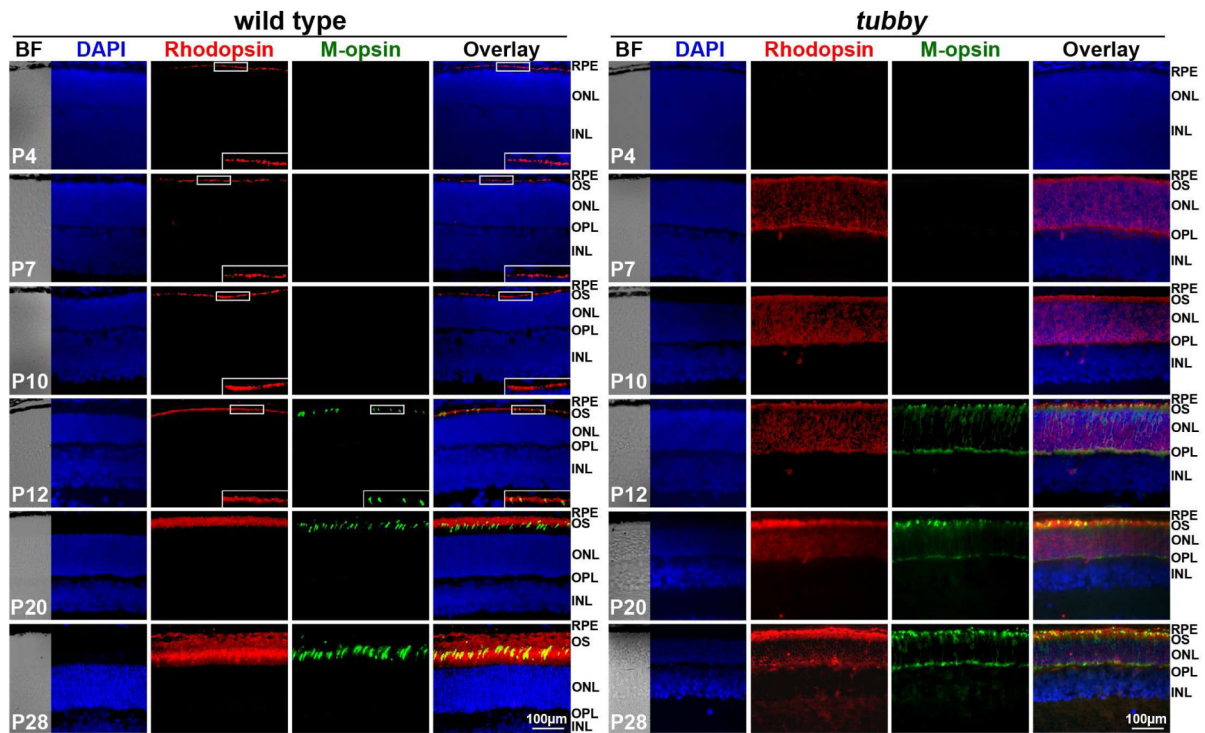 wild type
tubby
BF DAPI Rhodopsin M-opsin Overlay
BF DAPI Rhodopsin M-opsin Overlay
P4
RPE
ONL
INL
P4
RPE
ONL
INL
P7
RPE
OS
ONL
OPL
INL
P7
RPE
OS
ONL
OPL
INL
P10
RPE
OS
ONL
OPL
INL
P10
RPE
OS
ONL
OPL
INL
P12
RPE
OS
ONL
OPL
INL
P12
RPE
OS
ONL
OPL
INL
P20
RPE
OS
ONL
OPL
INL
P20
RPE
OS
ONL
OPL
INL
P28
RPE
OS
ONL
OPL
INL
100µm
P28
RPE
OS
ONL
OPL
INL
100µm